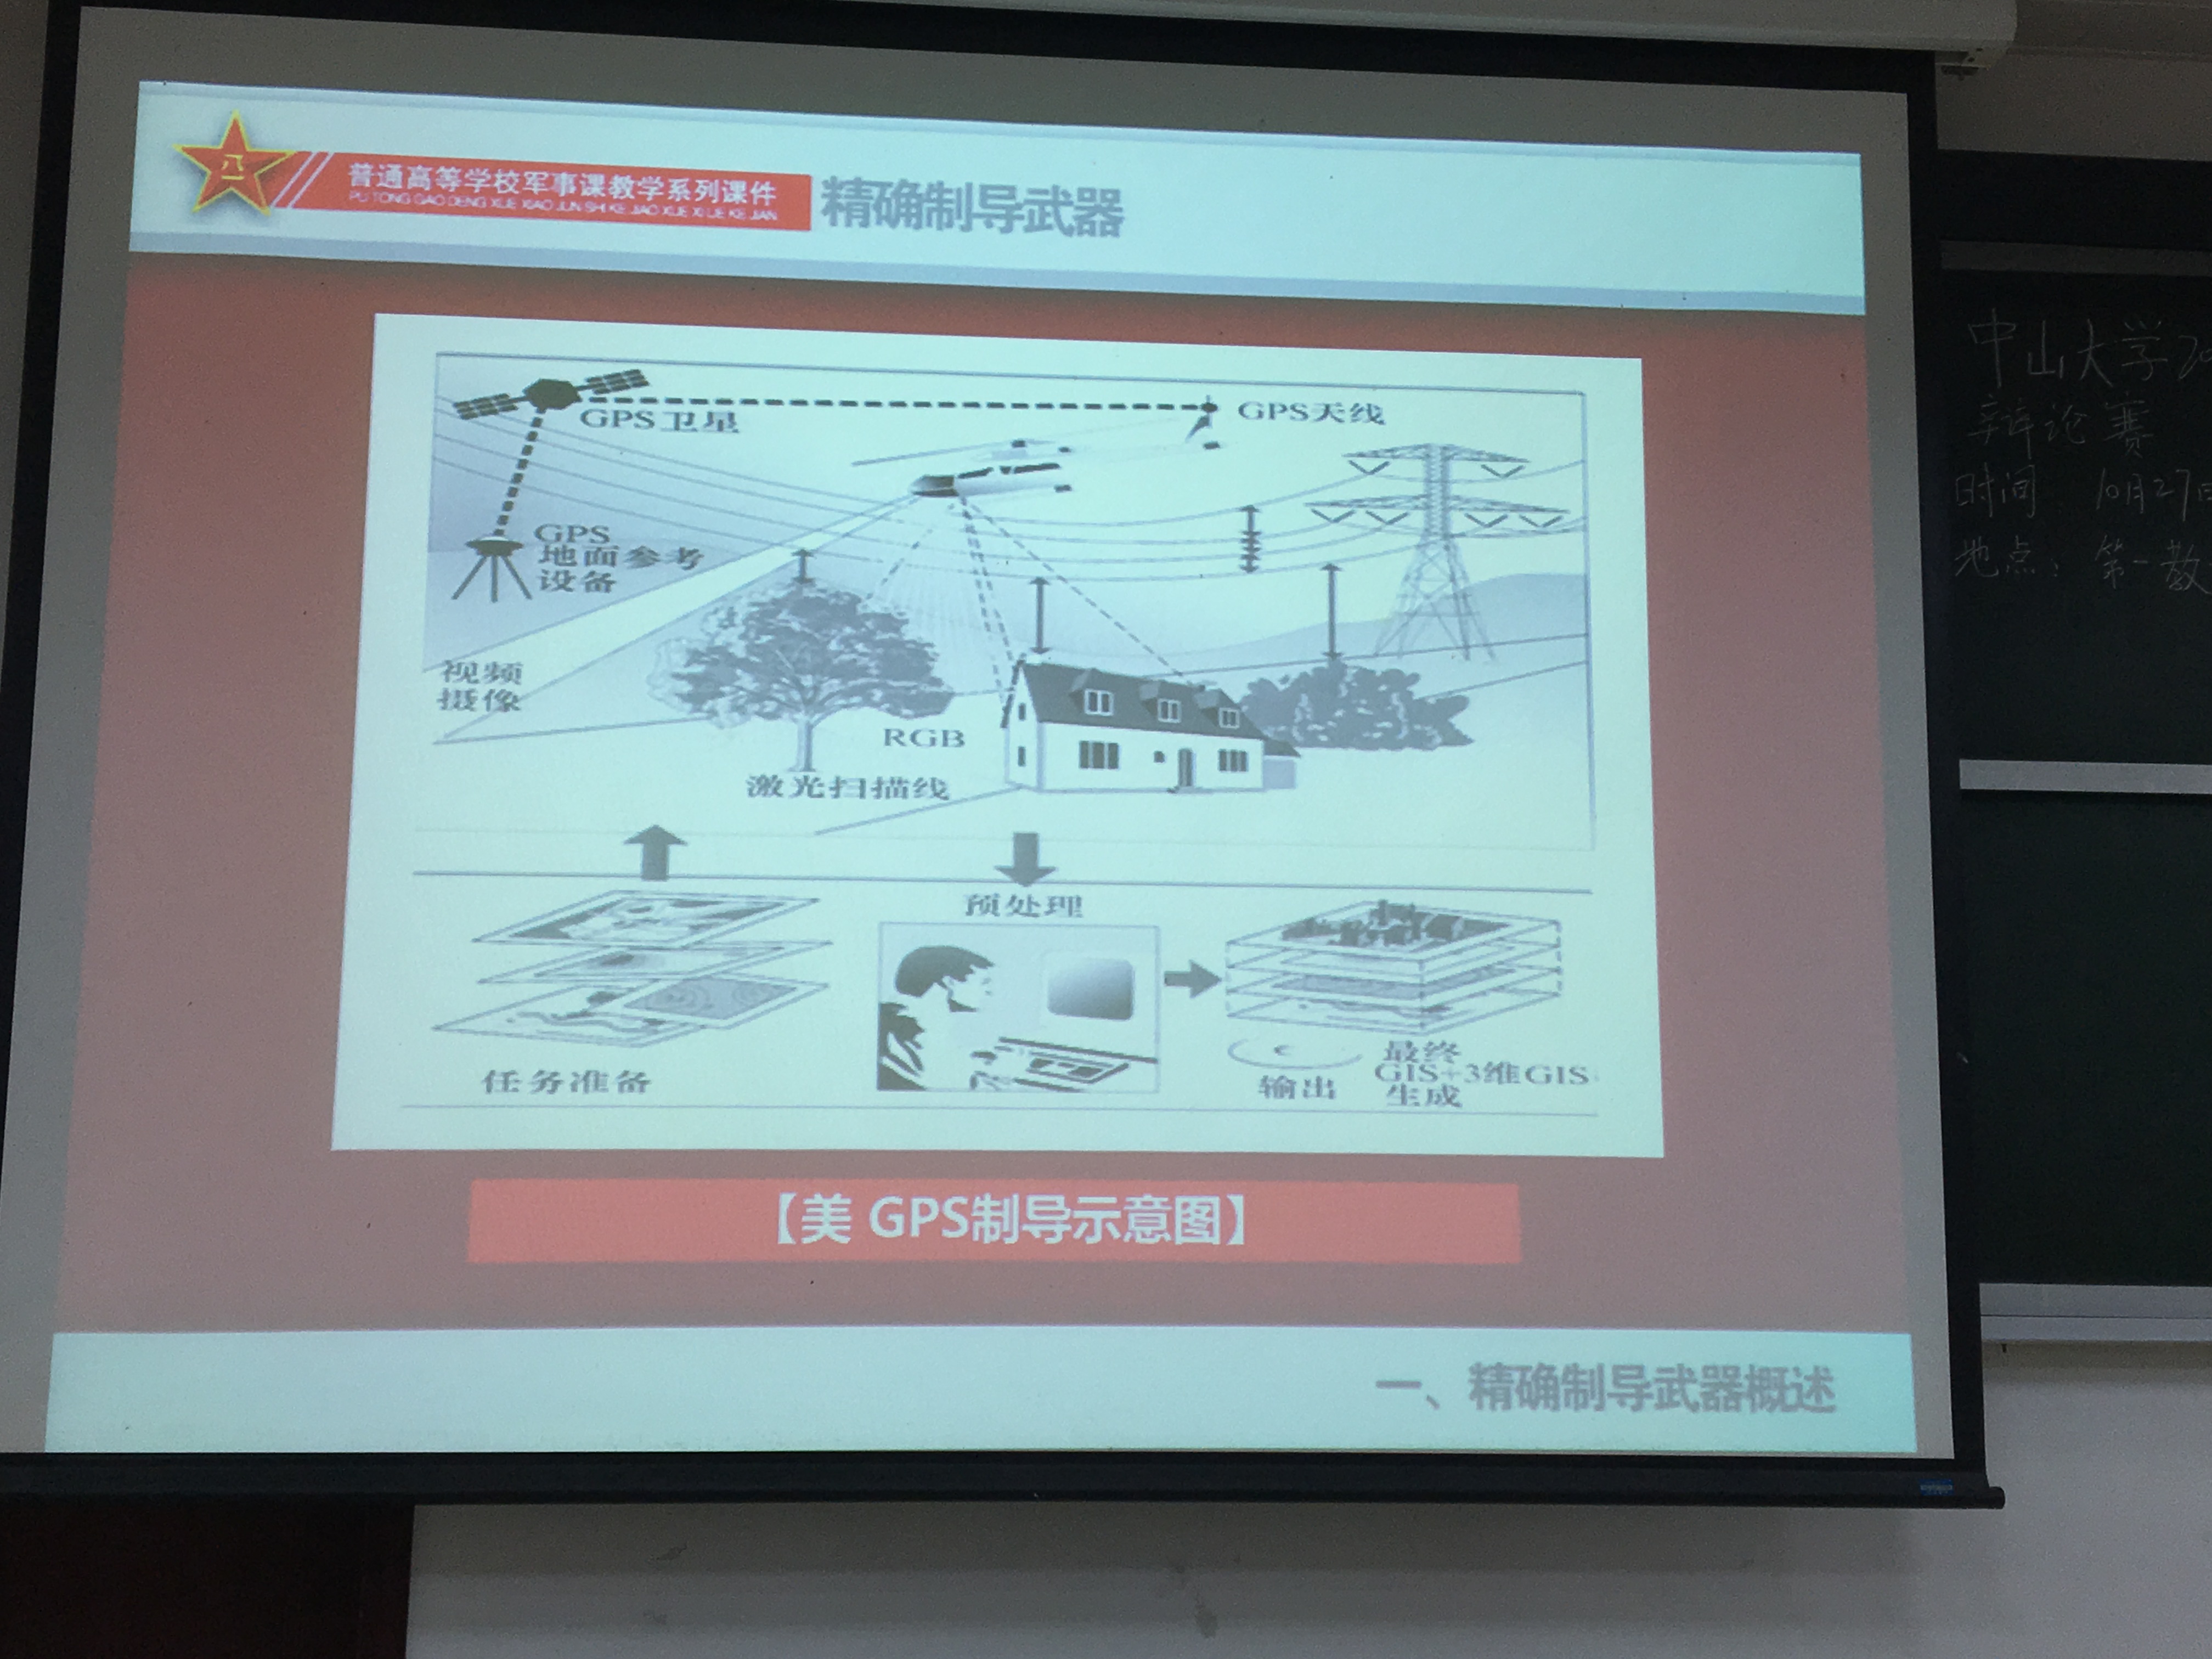 八一
普通高等学校军事课教学系列课件
PU TONG GAO DENG XUE XIAO JUN SHI KE JIAO XUE XI LIE KE JIAN
精确制导武器
GPS卫星
GPS天线
GPS
地面参考
设备
视频
摄像
RGB
激光扫描线
预处理
任务准备
输出
最终
GIS+3维GIS
生成
【美 GPS制导示意图】
一、精确制导武器概述
中山大学20
辩论赛
时间 10月27日
地点: 第一教